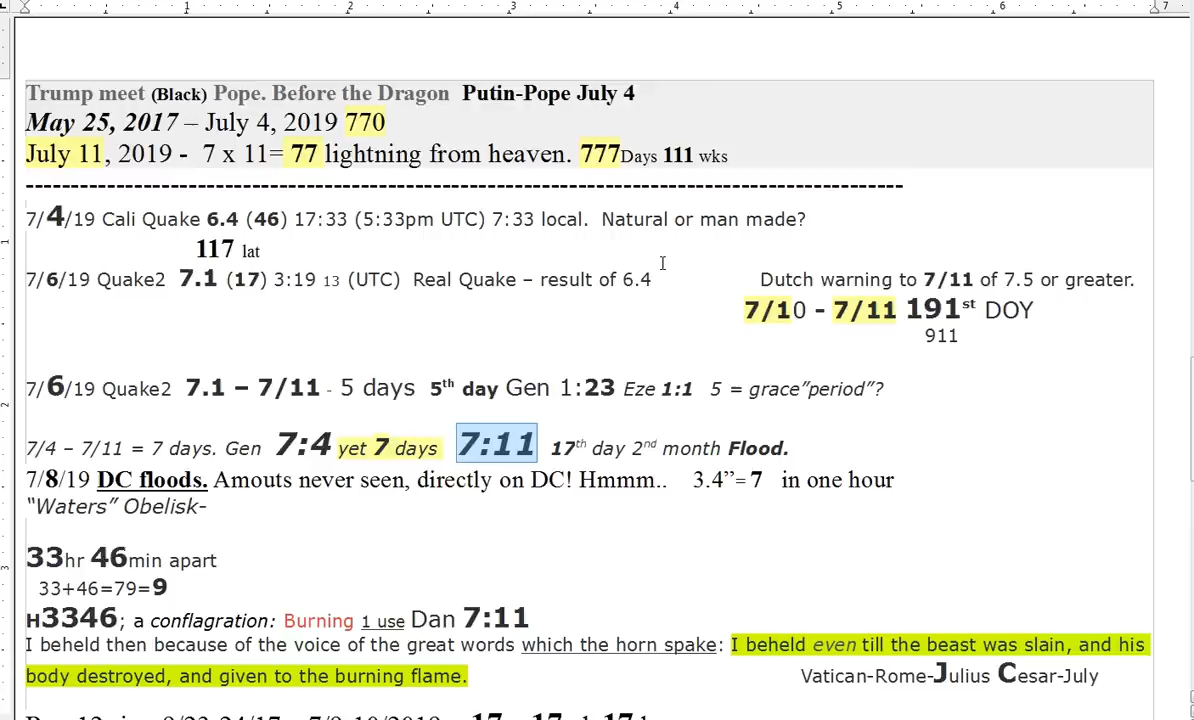 Trump meet (Black) Pope. Before the Dragon Putin-Pope July 4
May 25, 2017 – July 4, 2019 770
July 11, 2019 - 7 x 11= 77 lightning from heaven. 777Days 111 wks
7/4/19 Cali Quake 6.4 (46) 17:33 (5:33pm UTC) 7:33 local. Natural or man made?
117 lat
7/6/19 Quake2 7.1 (17) 3:19 13 (UTC) Real Quake – result of 6.4 Dutch warning to 7/11 of 7.5 or greater.
7/10 - 7/11 191st DOY
911
7/6/19 Quake2 7.1 – 7/11 - 5 days 5th day Gen 1:23 Eze 1:1 5 = grace”period”?
7/4 – 7/11 = 7 days. Gen 7:4 yet 7 days 7:11 17th day 2nd month Flood.
7/8/19 DC floods. Amouts never seen, directly on DC! Hmmm.. 3.4”= 7 in one hour
“Waters” Obelisk-
33hr 46min apart
33+46=79=9
H3346; a conflagration: Burning 1 use Dan 7:11
I beheld then because of the voice of the great words which the horn spake: I beheld even till the beast was slain, and his
body destroyed, and given to the burning flame. Vatican-Rome-Julius Cesar-July